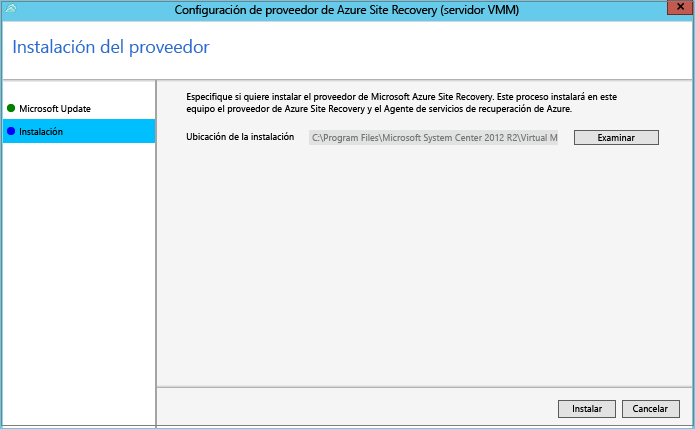 Configuración de proveedor de Azure Site Recovery (servidor VMM)
Instalación del proveedor
Microsoft Update
Instalación
Especifique si quiere instalar el proveedor de Microsoft Azure Site Recovery. Este proceso instalará en este
equipo el proveedor de Azure Site Recovery y el Agente de servicios de recuperación de Azure.
Ubicación de la instalación
C:\Program Files\Microsoft System Center 2012 R2\Virtual M
Examinar
Instalar
Cancelar